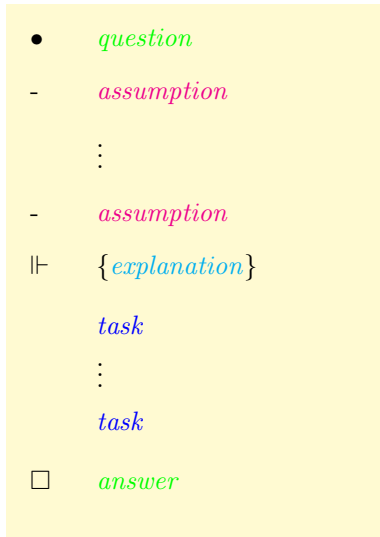 • question
- assumption
⋮
- assumption
⊩ {explanation}
task
⋮
task
□ answer